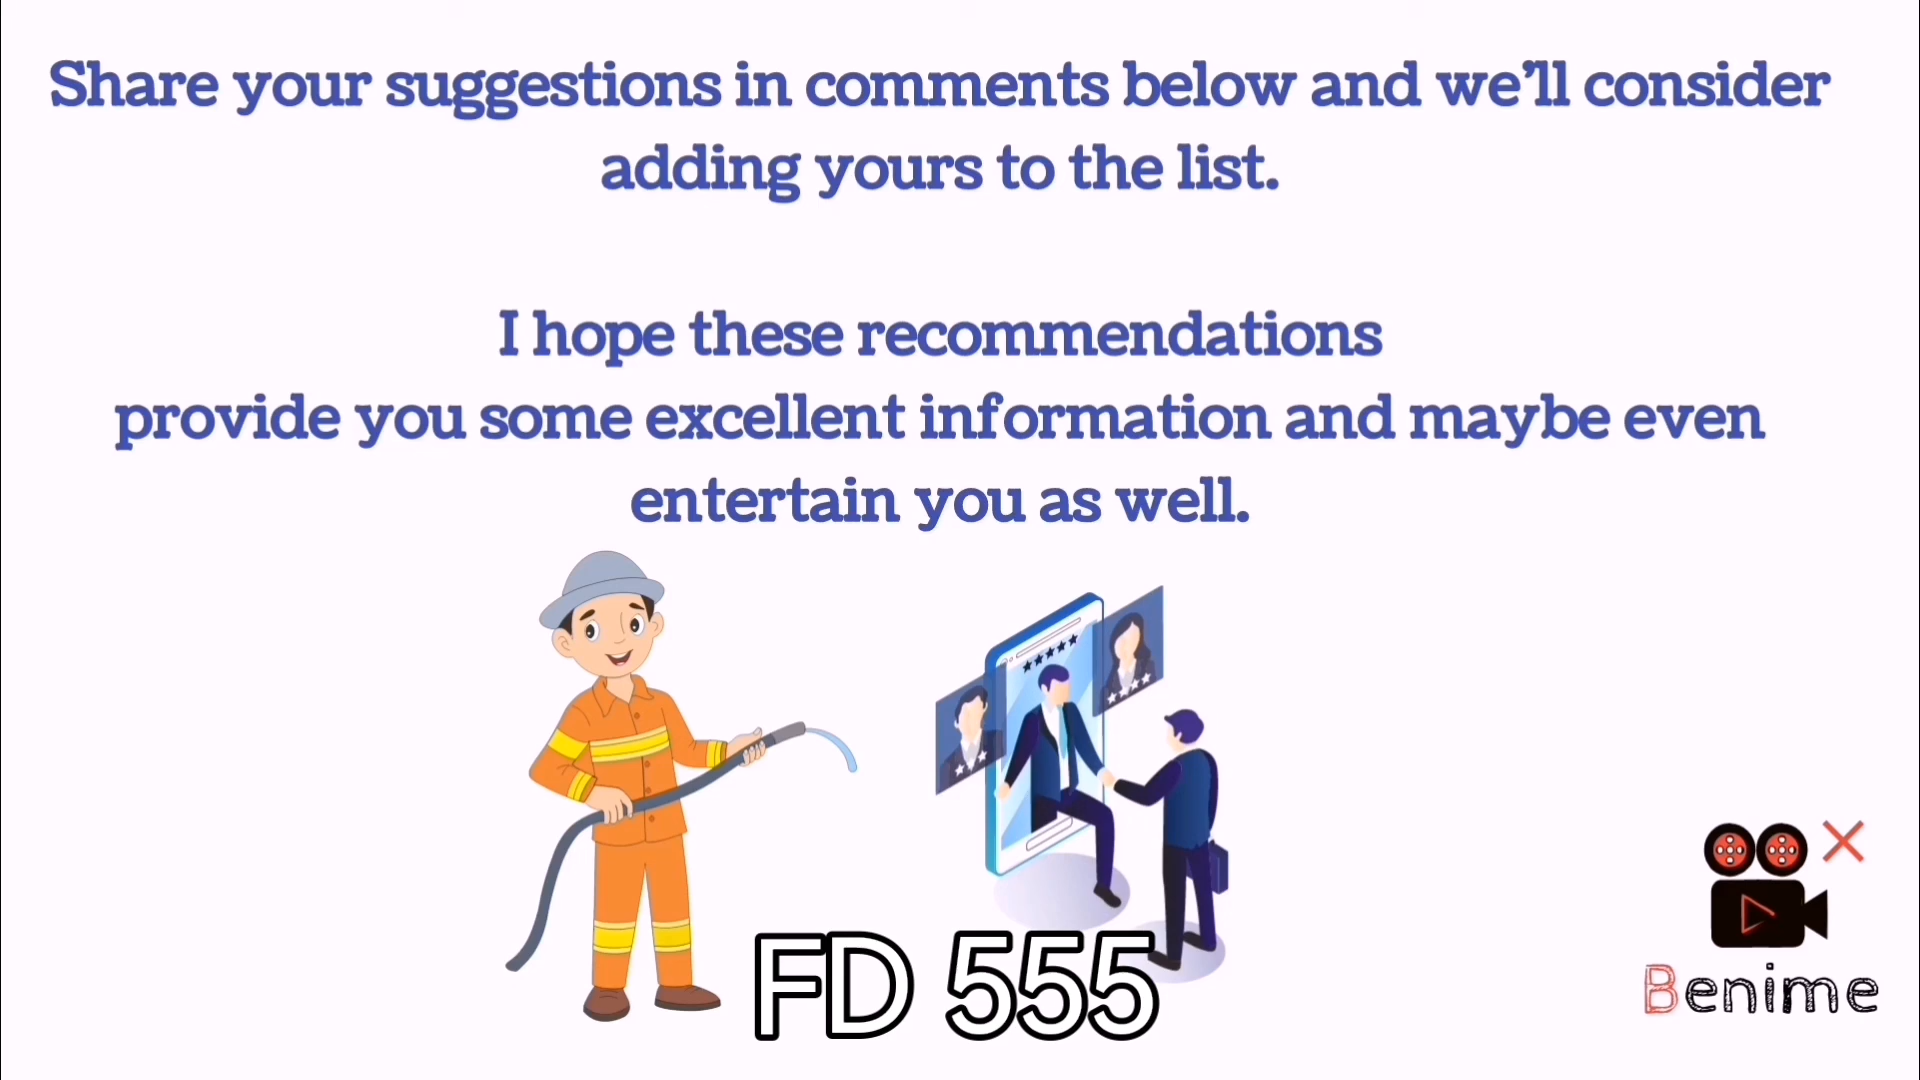 Share your suggestions in comments below and we’ll consider
adding yours to the list.
I hope these recommendations
provide you some excellent information and maybe even
entertain you as well.
FD 555
Benime